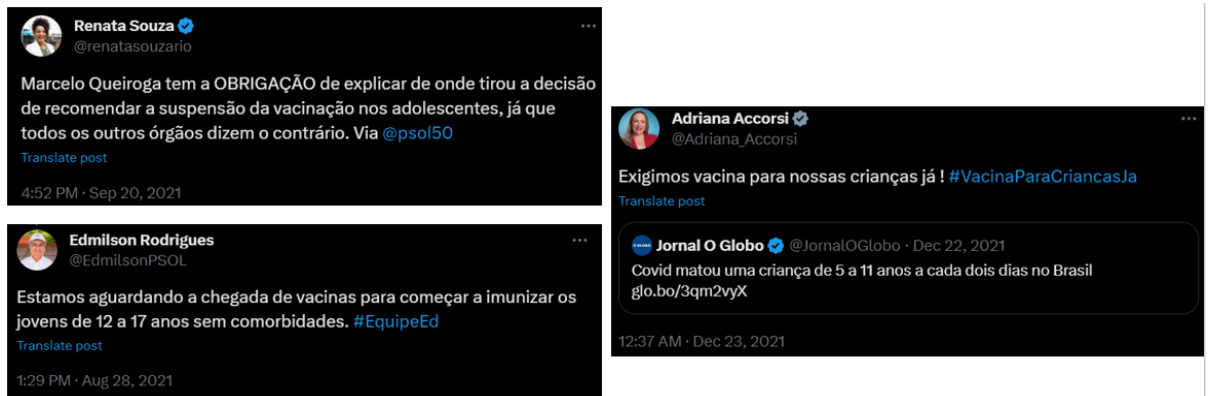 Renata Souza
@renatasouzario
Marcelo Queiroga tem a OBRIGAÇÃO de explicar de onde tirou a decisão
de recomendar a suspensão da vacinação nos adolescentes, já que
todos os outros órgãos dizem o contrário. Via @psol50
Translate post
4:52 PM · Sep 20, 2021
Edmilson Rodrigues
@EdmilsonPSOL
Estamos aguardando a chegada de vacinas para começar a imunizar os
jovens de 12 a 17 anos sem comorbidades. #EquipeEd
Translate post
1:29 PM · Aug 28, 2021
Adriana Accorsi
@Adriana_Accorsi
Exigimos vacina para nossas crianças já ! #VacinaParaCriancasJa
Translate post
Jornal O Globo @JornalOGlobo · Dec 22, 2021
Covid matou uma criança de 5 a 11 anos a cada dois dias no Brasil
glo.bo/3qm2vyX
12:37 AM · Dec 23, 2021